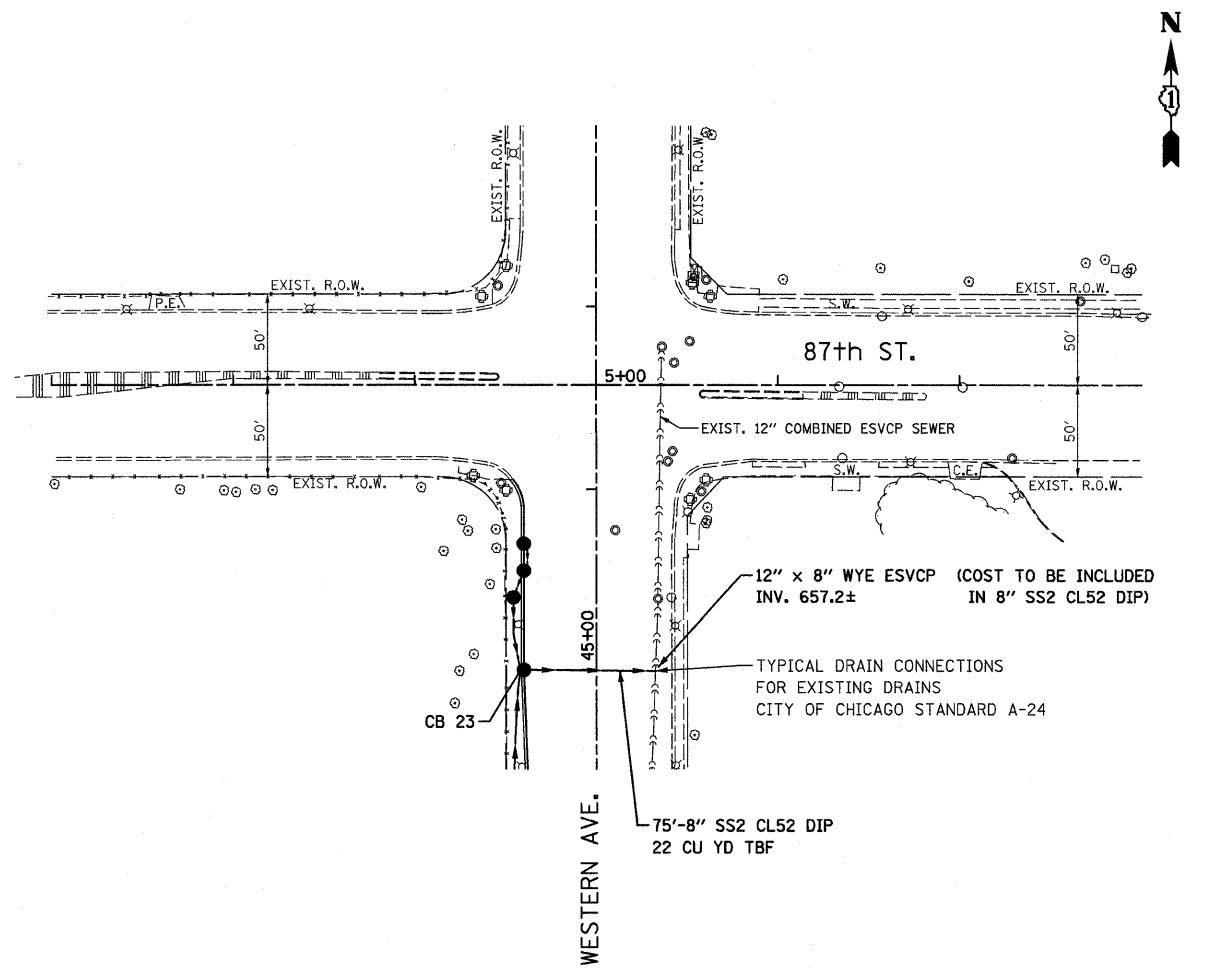 N
1
EXIST. R.O.W.
EXIST. R.O.W.
EXIST. R.O.W.
P.E.
EXIST. R.O.W.
S.W.
50'
50'
87th ST.
5+00
50'
50'
EXIST. 12" COMBINED ESVCP SEWER
EXIST. R.O.W.
S.W.
C.E.
EXIST. R.O.W.
12" x 8" WYE ESVCP (COST TO BE INCLUDED
INV. 657.2± IN 8" SS2 CL52 DIP)
45+00
TYPICAL DRAIN CONNECTIONS
FOR EXISTING DRAINS
CITY OF CHICAGO STANDARD A-24
CB 23
75'-8" SS2 CL52 DIP
22 CU YD TBF
WESTERN AVE.